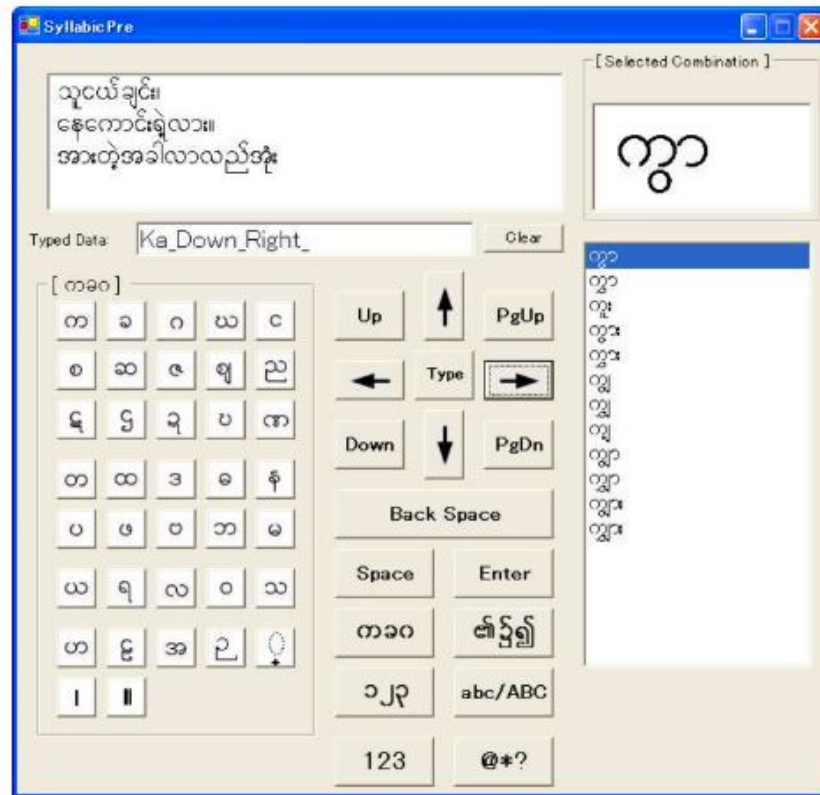 SyllabicPre
သူငယ်ချင်း။
နေကောင်းရဲ့လား။
အားတဲ့အခါလာလည်အုံး
[ Selected Combination ]
ကွာ
Typed Data:
Ka_Down_Right_
Clear
[ ကခဂ ]
က ခ ဂ ဃ င
စ ဆ ဇ ဈ ည
ဋ ဌ ဍ ဎ ဏ
တ ထ ဒ ဓ န
ပ ဖ ဗ ဘ မ
ယ ရ လ ဝ သ
ဟ ဠ အ ဉ ့
၊ ။
Up ↑ PgUp
← Type →
Down ↓ PgDn
Back Space
Space Enter
ကခဂ ၏၌၍
၁၂၃ abc/ABC
123 @*?
ကွာ
ကွား